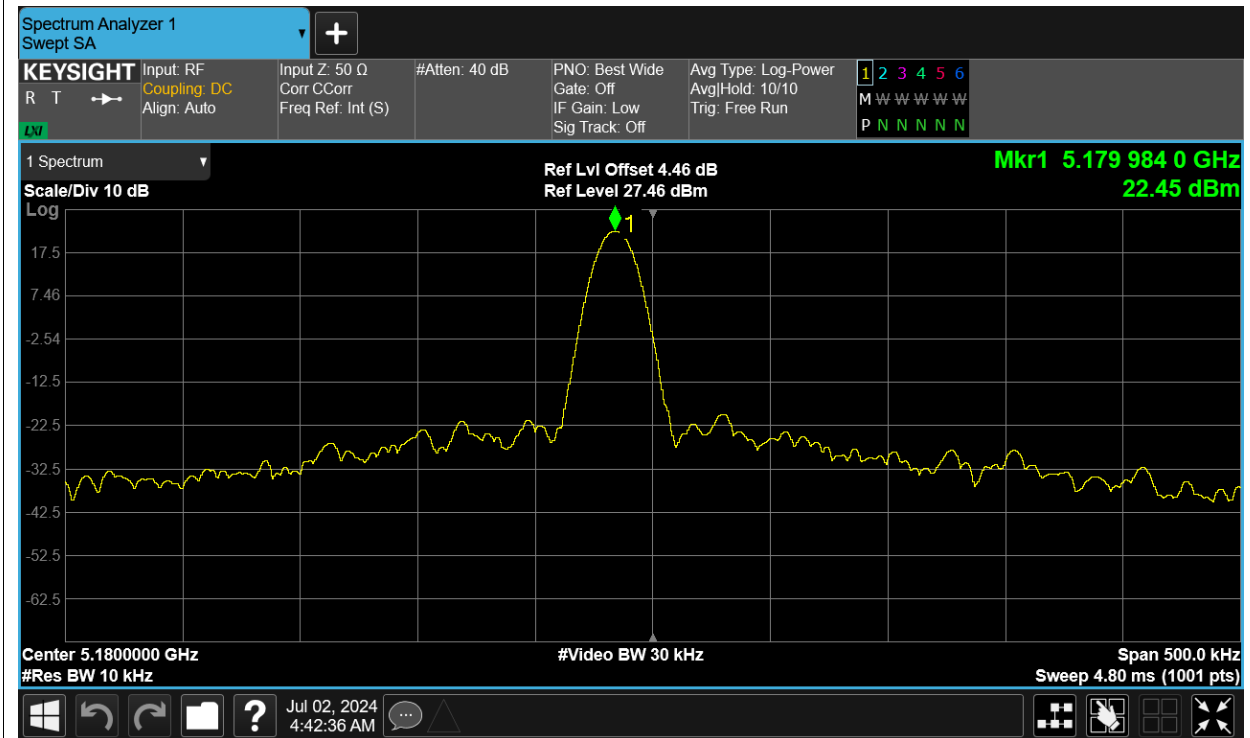 Spectrum Analyzer 1
Swept SA
KEYSIGHT
R T
LXI
Input: RF
Coupling: DC
Align: Auto
Input Z: 50 Ω
Corr CCorr
Freq Ref: Int (S)
#Atten: 40 dB
PNO: Best Wide
Gate: Off
IF Gain: Low
Sig Track: Off
Avg Type: Log-Power
Avg|Hold: 10/10
Trig: Free Run
1 2 3 4 5 6
M W W W W W
P N N N N N
1 Spectrum
Scale/Div 10 dB
Log
Ref Lvl Offset 4.46 dB
Ref Level 27.46 dBm
Mkr1 5.179 984 0 GHz
22.45 dBm
1
17.5
7.46
-2.54
-12.5
-22.5
-32.5
-42.5
-52.5
-62.5
Center 5.1800000 GHz
#Res BW 10 kHz
#Video BW 30 kHz
Span 500.0 kHz
Sweep 4.80 ms (1001 pts)
?
Jul 02, 2024
4:42:36 AM